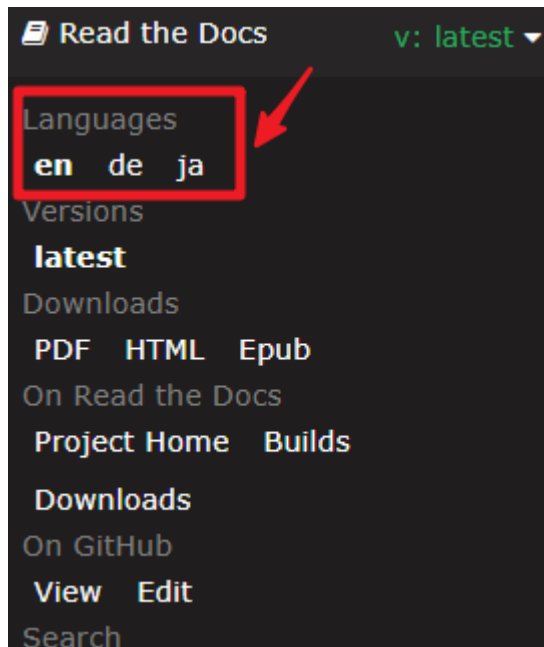 Read the Docs v: latest
Languages
en de ja
Versions
latest
Downloads
PDF HTML Epub
On Read the Docs
Project Home Builds
Downloads
On GitHub
View Edit
Search